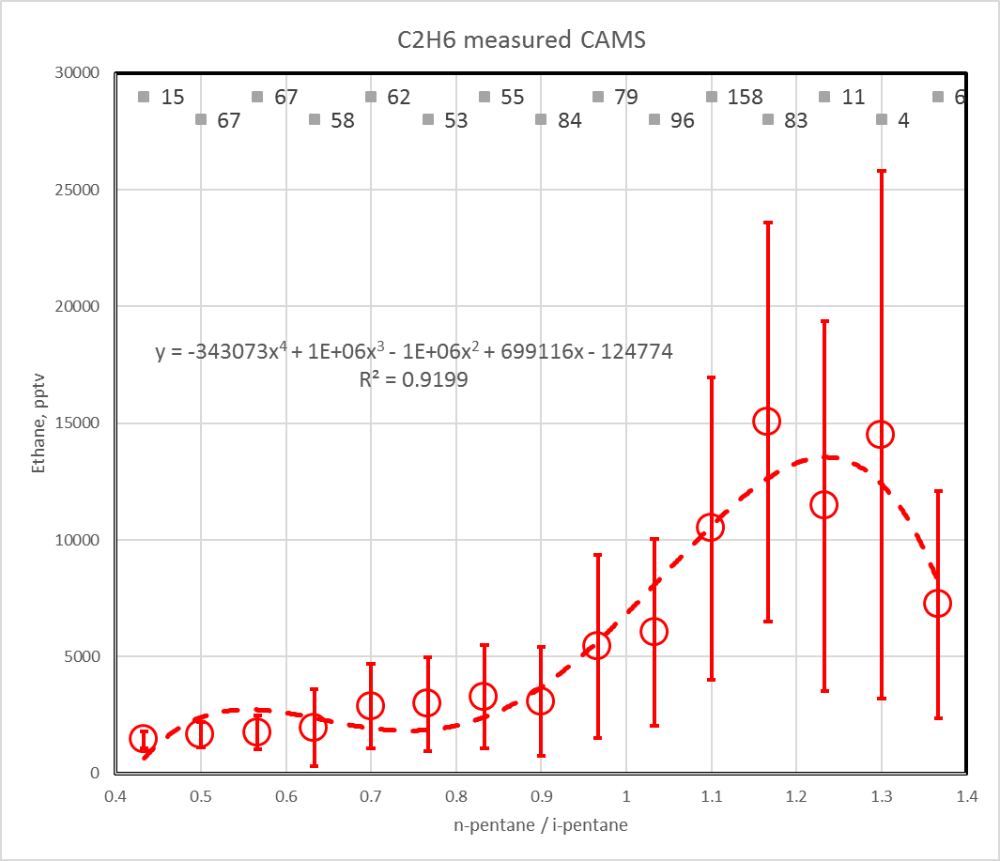 C2H6 measured CAMS
30000
15 67 62 55 79 158 11 6
67 58 53 84 96 83 4
25000
20000
y = -343073x⁴ + 1E+06x³ - 1E+06x² + 699116x - 124774
R² = 0.9199
Ethane, pptv
15000
10000
5000
0
0.4 0.5 0.6 0.7 0.8 0.9 1 1.1 1.2 1.3 1.4
n-pentane / i-pentane